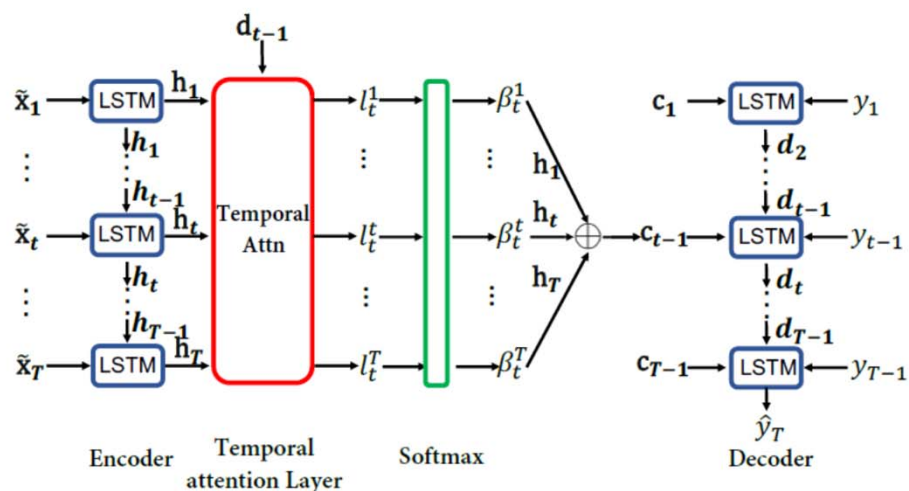 d_{t-1}
x̃_1 LSTM h_1 l_t^1 β_t^1 c_1 LSTM y_1
h_1 d_2
⋮ ⋮ ⋮ h_1
h_{t-1} d_{t-1}
x̃_t LSTM h_t Temporal Attn l_t^t β_t^t h_t ⊕ c_{t-1} LSTM y_{t-1}
h_t h_T d_t
⋮ ⋮ ⋮
h_{T-1} d_{T-1}
x̃_T LSTM h_T l_t^T β_t^T c_{T-1} LSTM y_{T-1}
ŷ_T
Encoder Temporal attention Layer Softmax Decoder